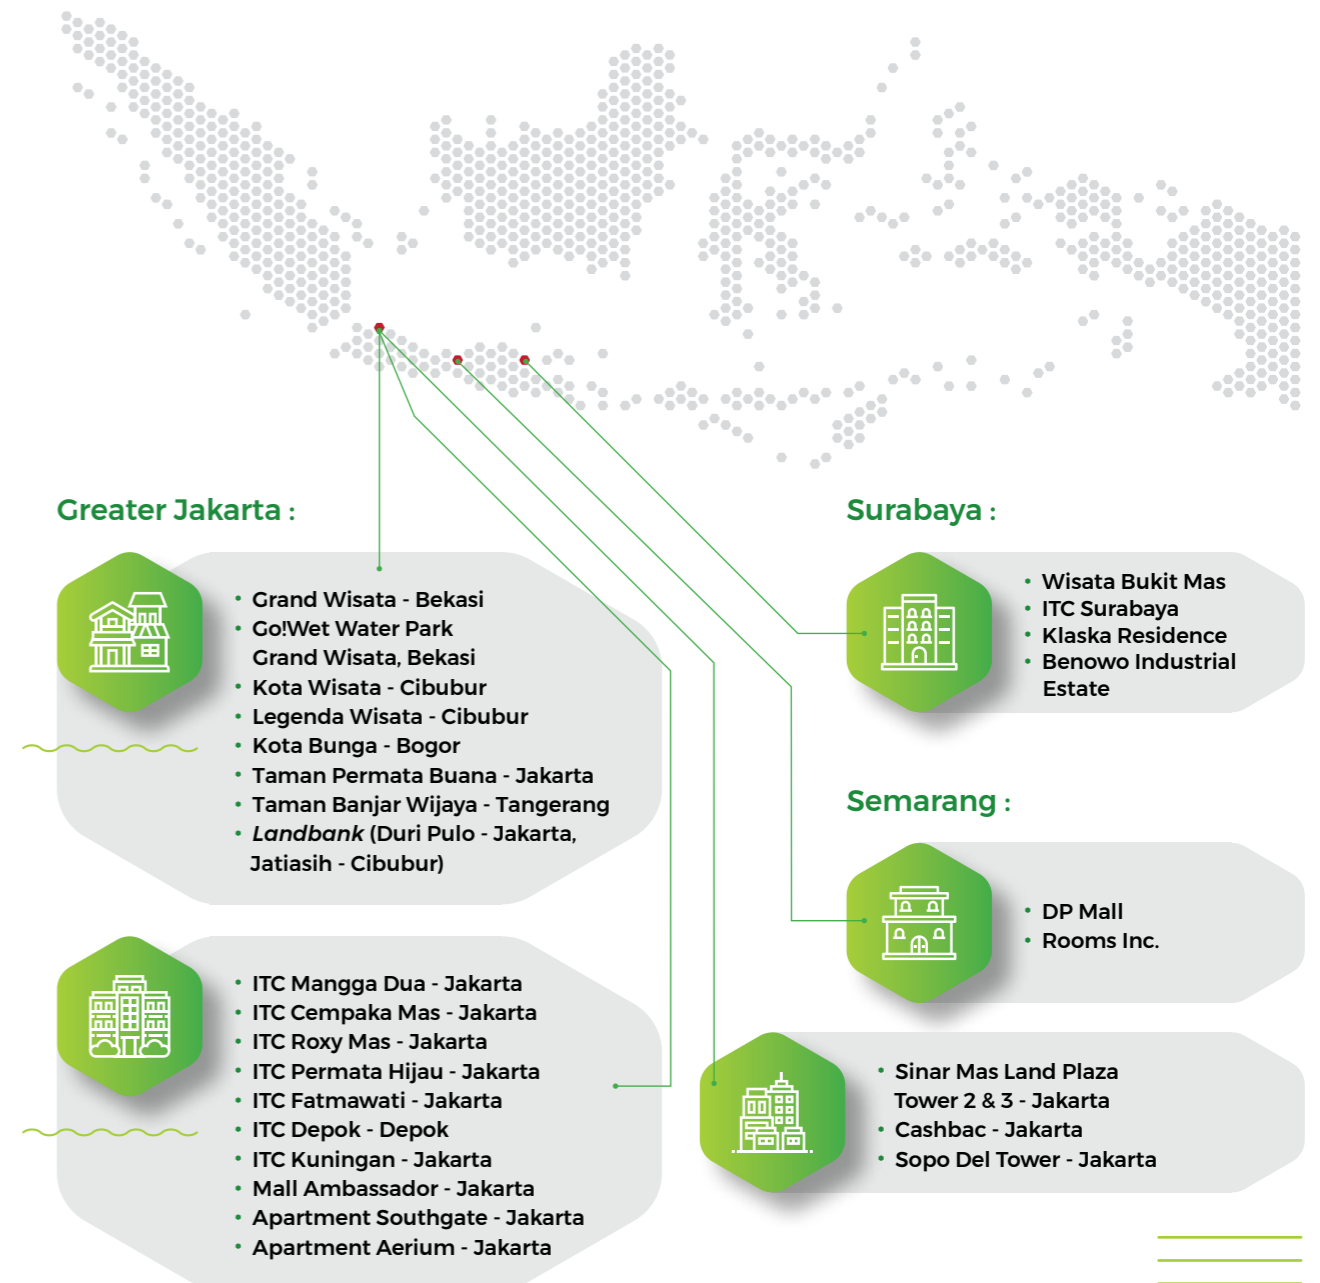 Greater Jakarta :
• Grand Wisata - Bekasi
• Go!Wet Water Park
Grand Wisata, Bekasi
• Kota Wisata - Cibubur
• Legenda Wisata - Cibubur
• Kota Bunga - Bogor
• Taman Permata Buana - Jakarta
• Taman Banjar Wijaya - Tangerang
• Landbank (Duri Pulo - Jakarta,
Jatiasih - Cibubur)
• ITC Mangga Dua - Jakarta
• ITC Cempaka Mas - Jakarta
• ITC Roxy Mas - Jakarta
• ITC Permata Hijau - Jakarta
• ITC Fatmawati - Jakarta
• ITC Depok - Depok
• ITC Kuningan - Jakarta
• Mall Ambassador - Jakarta
• Apartment Southgate - Jakarta
• Apartment Aerium - Jakarta
Surabaya :
• Wisata Bukit Mas
• ITC Surabaya
• Klaska Residence
• Benowo Industrial
Estate
Semarang :
• DP Mall
• Rooms Inc.
• Sinar Mas Land Plaza
Tower 2 & 3 - Jakarta
• Cashbac - Jakarta
• Sopo Del Tower - Jakarta